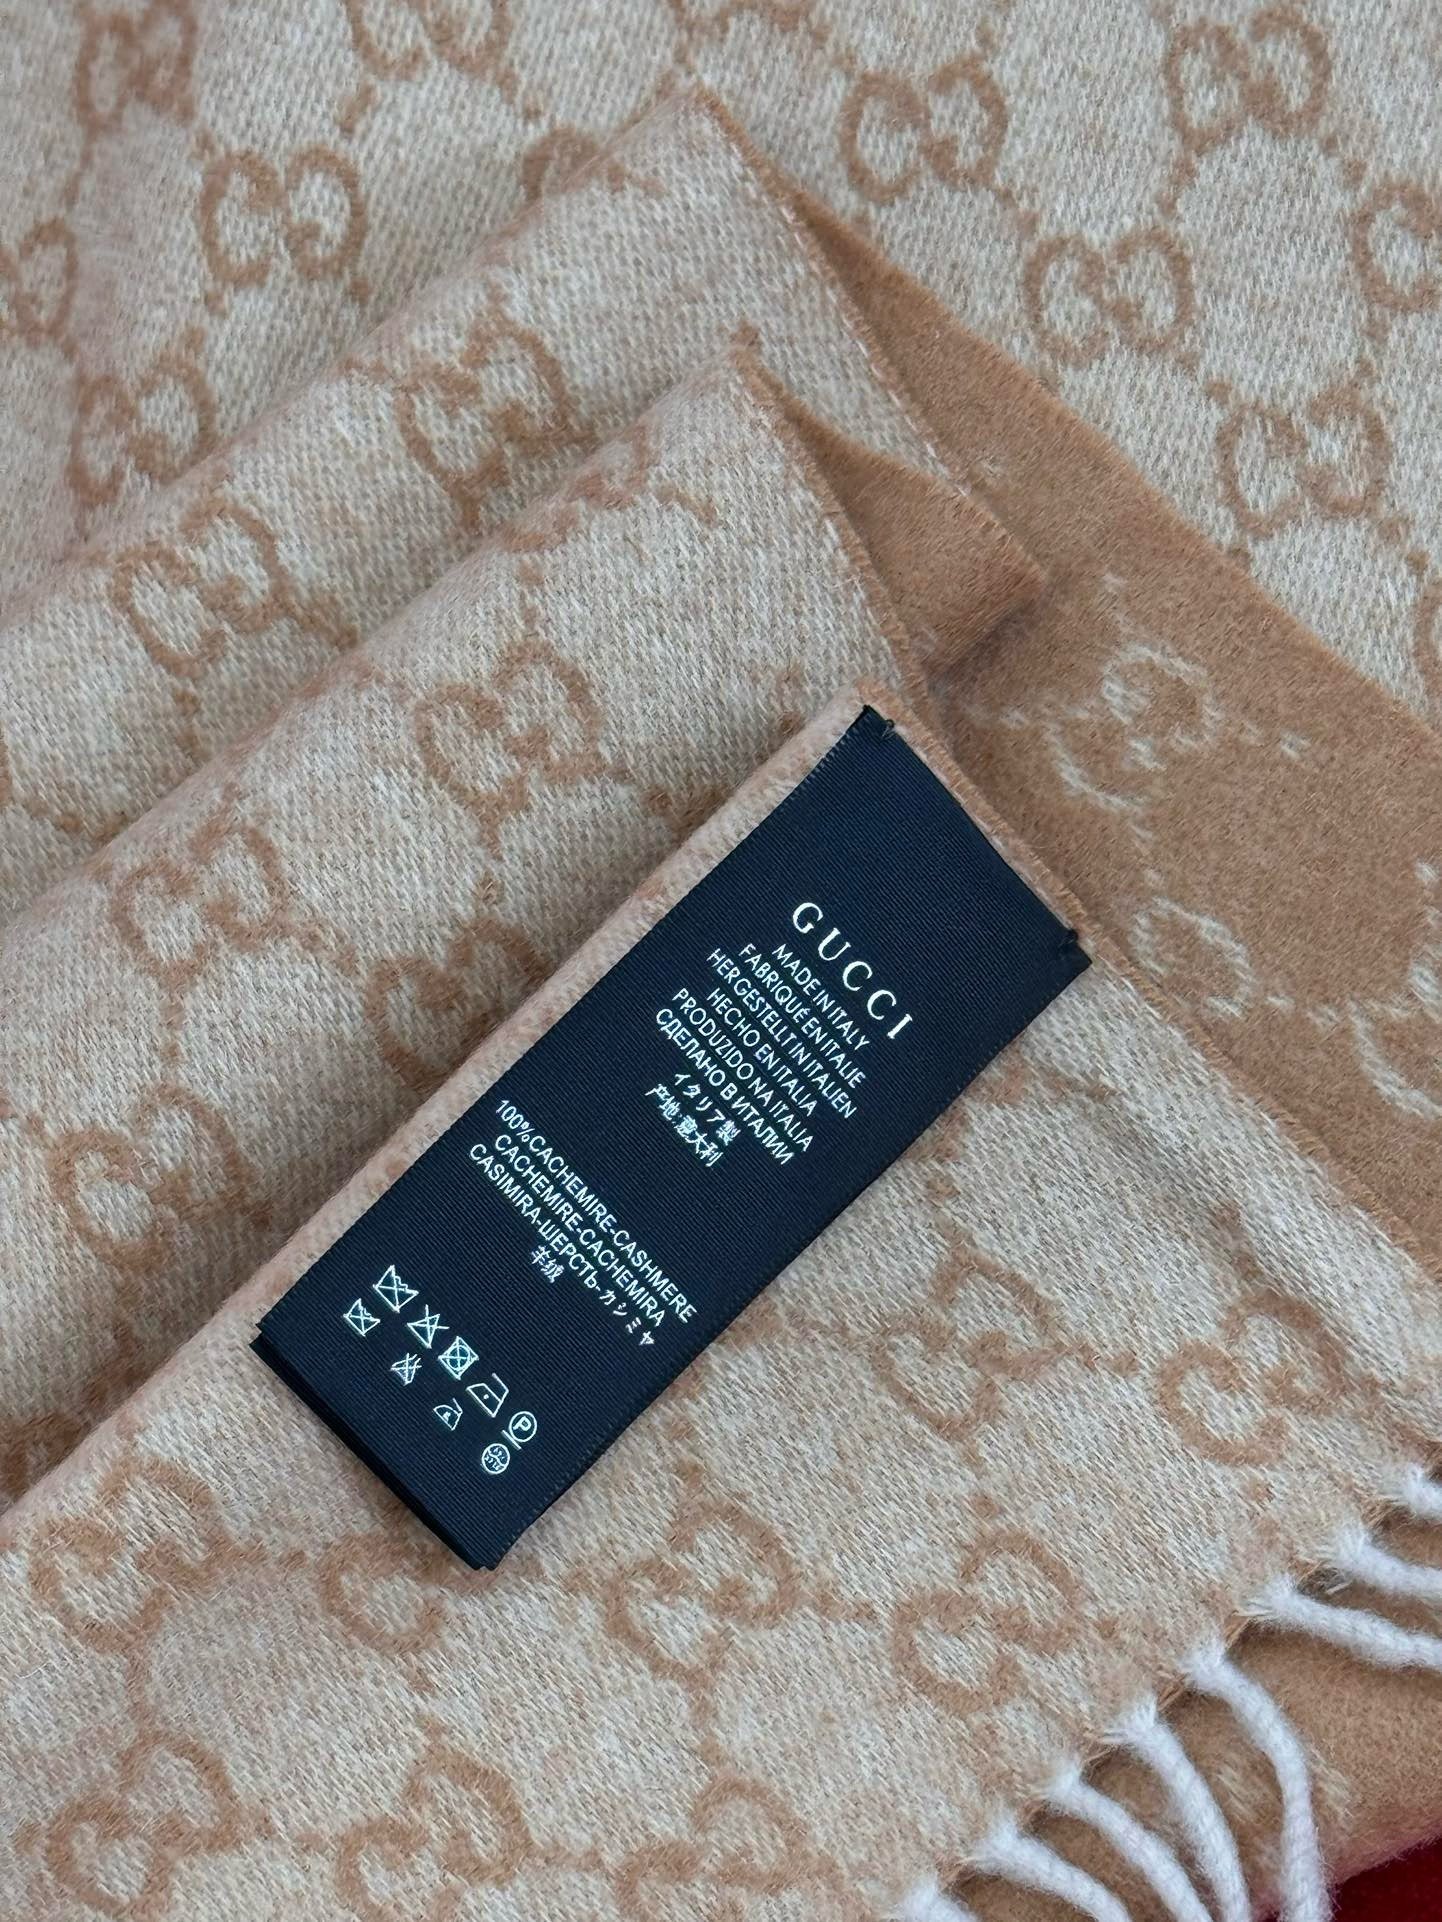 GUCCI
MADE IN ITALY
FABRIQUÉ EN ITALIE
HERGESTELLT IN ITALIEN
HECHO EN ITALIA
PRODUZIDO NA ITALIA
СДЕЛАНО В ИТАЛИИ
イタリア製
产地:意大利
100%CACHEMIRE-CASHMERE
CACHEMIRE-CACHEMIRA
CASIMIRA-ШЕРСТЬ-カシミヤ
羊绒
P